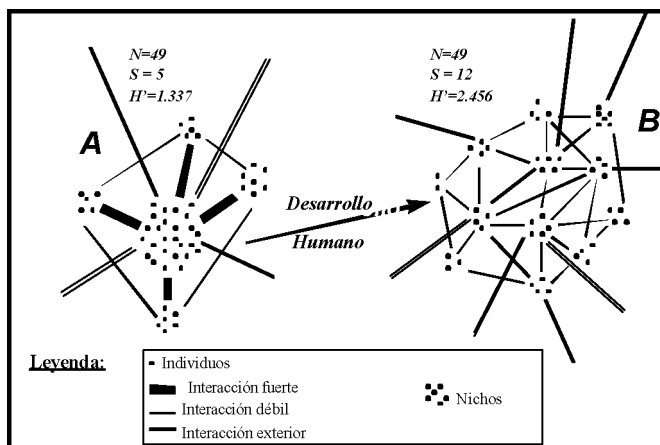 N=49
S = 5
H'=1.337
A
N=49
S = 12
H'=2.456
B
Desarrollo
Humano
Leyenda:
Individuos
Interacción fuerte
Interacción débil
Interacción exterior
Nichos